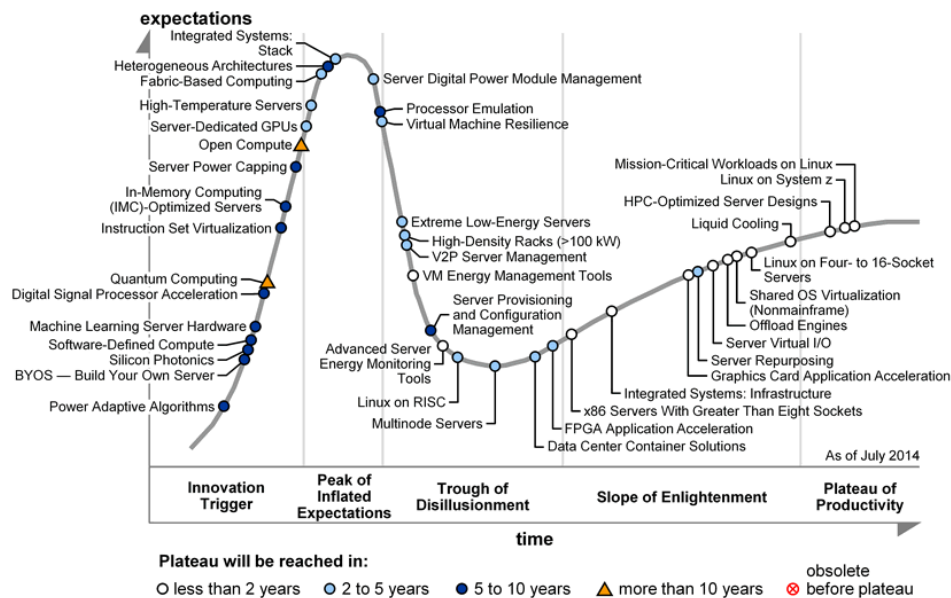 expectations
Integrated Systems:
Stack
Heterogeneous Architectures
Fabric-Based Computing
High-Temperature Servers
Server-Dedicated GPUs
Open Compute
Server Power Capping
In-Memory Computing
(IMC)-Optimized Servers
Instruction Set Virtualization
Quantum Computing
Digital Signal Processor Acceleration
Machine Learning Server Hardware
Software-Defined Compute
Silicon Photonics
BYOS — Build Your Own Server
Power Adaptive Algorithms
Server Digital Power Module Management
Processor Emulation
Virtual Machine Resilience
Extreme Low-Energy Servers
High-Density Racks (>100 kW)
V2P Server Management
VM Energy Management Tools
Server Provisioning
and Configuration
Management
Advanced Server
Energy Monitoring
Tools
Linux on RISC
Multinode Servers
Mission-Critical Workloads on Linux
Linux on System z
HPC-Optimized Server Designs
Liquid Cooling
Linux on Four- to 16-Socket
Servers
Shared OS Virtualization
(Nonmainframe)
Offload Engines
Server Virtual I/O
Server Repurposing
Graphics Card Application Acceleration
Integrated Systems: Infrastructure
x86 Servers With Greater Than Eight Sockets
FPGA Application Acceleration
Data Center Container Solutions
As of July 2014
Innovation
Trigger
Peak of
Inflated
Expectations
Trough of
Disillusionment
Slope of Enlightenment
Plateau of
Productivity
time
Plateau will be reached in:
less than 2 years
2 to 5 years
5 to 10 years
more than 10 years
obsolete
before plateau